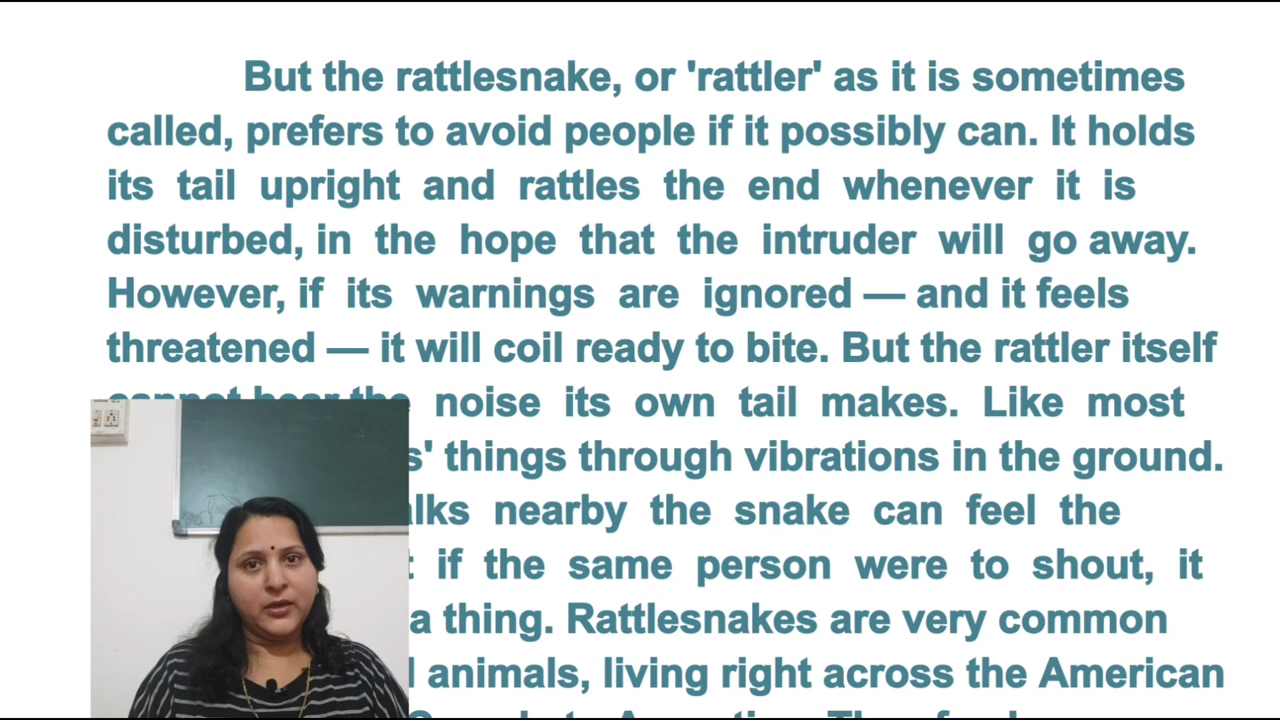 But the rattlesnake, or 'rattler' as it is sometimes
called, prefers to avoid people if it possibly can. It holds
its tail upright and rattles the end whenever it is
disturbed, in the hope that the intruder will go away.
However, if its warnings are ignored — and it feels
threatened — it will coil ready to bite. But the rattler itself
cannot hear the noise its own tail makes. Like most
things through vibrations in the ground.
nearby the snake can feel the
if the same person were to shout, it
a thing. Rattlesnakes are very common
animals, living right across the American